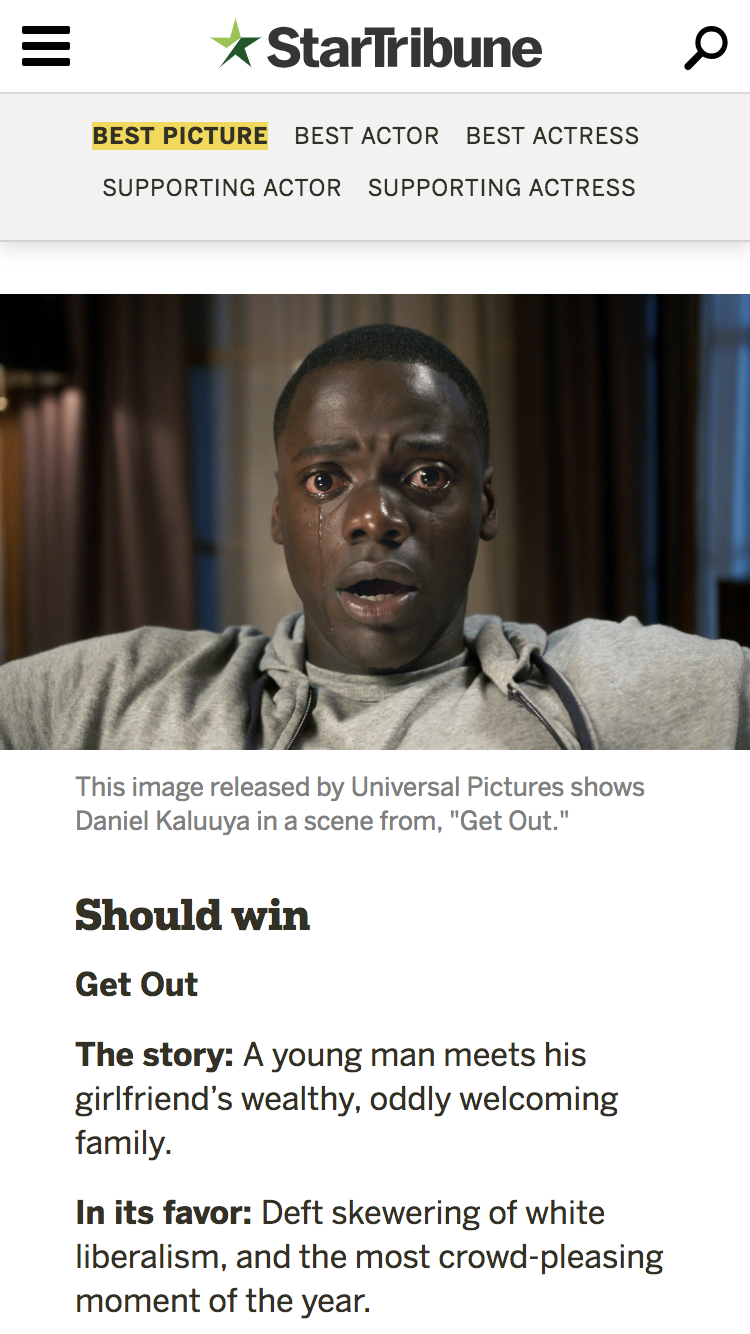 StarTribune
BEST PICTURE BEST ACTOR BEST ACTRESS
SUPPORTING ACTOR SUPPORTING ACTRESS
This image released by Universal Pictures shows
Daniel Kaluuya in a scene from, "Get Out."
Should win
Get Out
The story: A young man meets his
girlfriend’s wealthy, oddly welcoming
family.
In its favor: Deft skewering of white
liberalism, and the most crowd-pleasing
moment of the year.